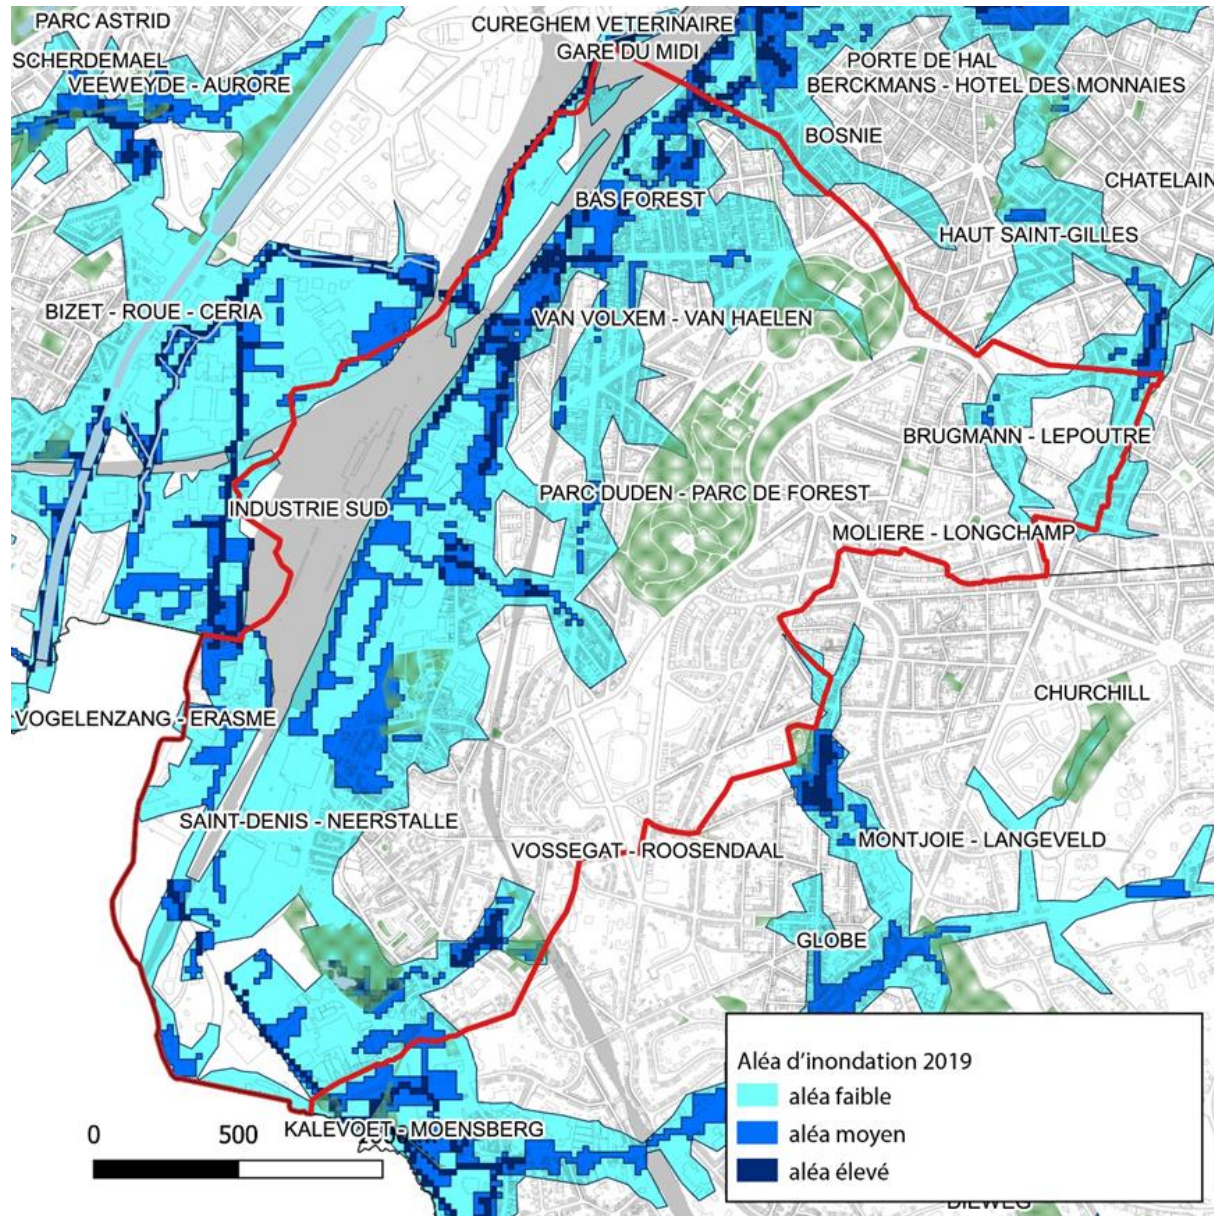 PARC ASTRID
CUREGHEM VETERINAIRE
GARE DU MIDI
SCHERDEMAEL
PORTE DE HAL
VEEWEYDE - AURORE
BERCKMANS - HOTEL DES MONNAIES
BOSNIE
CHATELAIN
BAS FOREST
HAUT SAINT-GILLES
BIZET - ROUE - CERIA
VAN VOLXEM - VAN HAELEN
BRUGMANN - LEPOUTRE
PARC DUDEN - PARC DE FOREST
INDUSTRIE SUD
MOLIERE - LONGCHAMP
CHURCHILL
VOGELENZANG - ERASME
SAINT-DENIS - NEERSTALLE
MONTJOIE - LANGEVELD
VOSSEGAT - ROOSENDAAL
GLOBE
Aléa d'inondation 2019
aléa faible
aléa moyen
aléa élevé
0 500
KALEVOET - MOENSBERG
DIEWEG